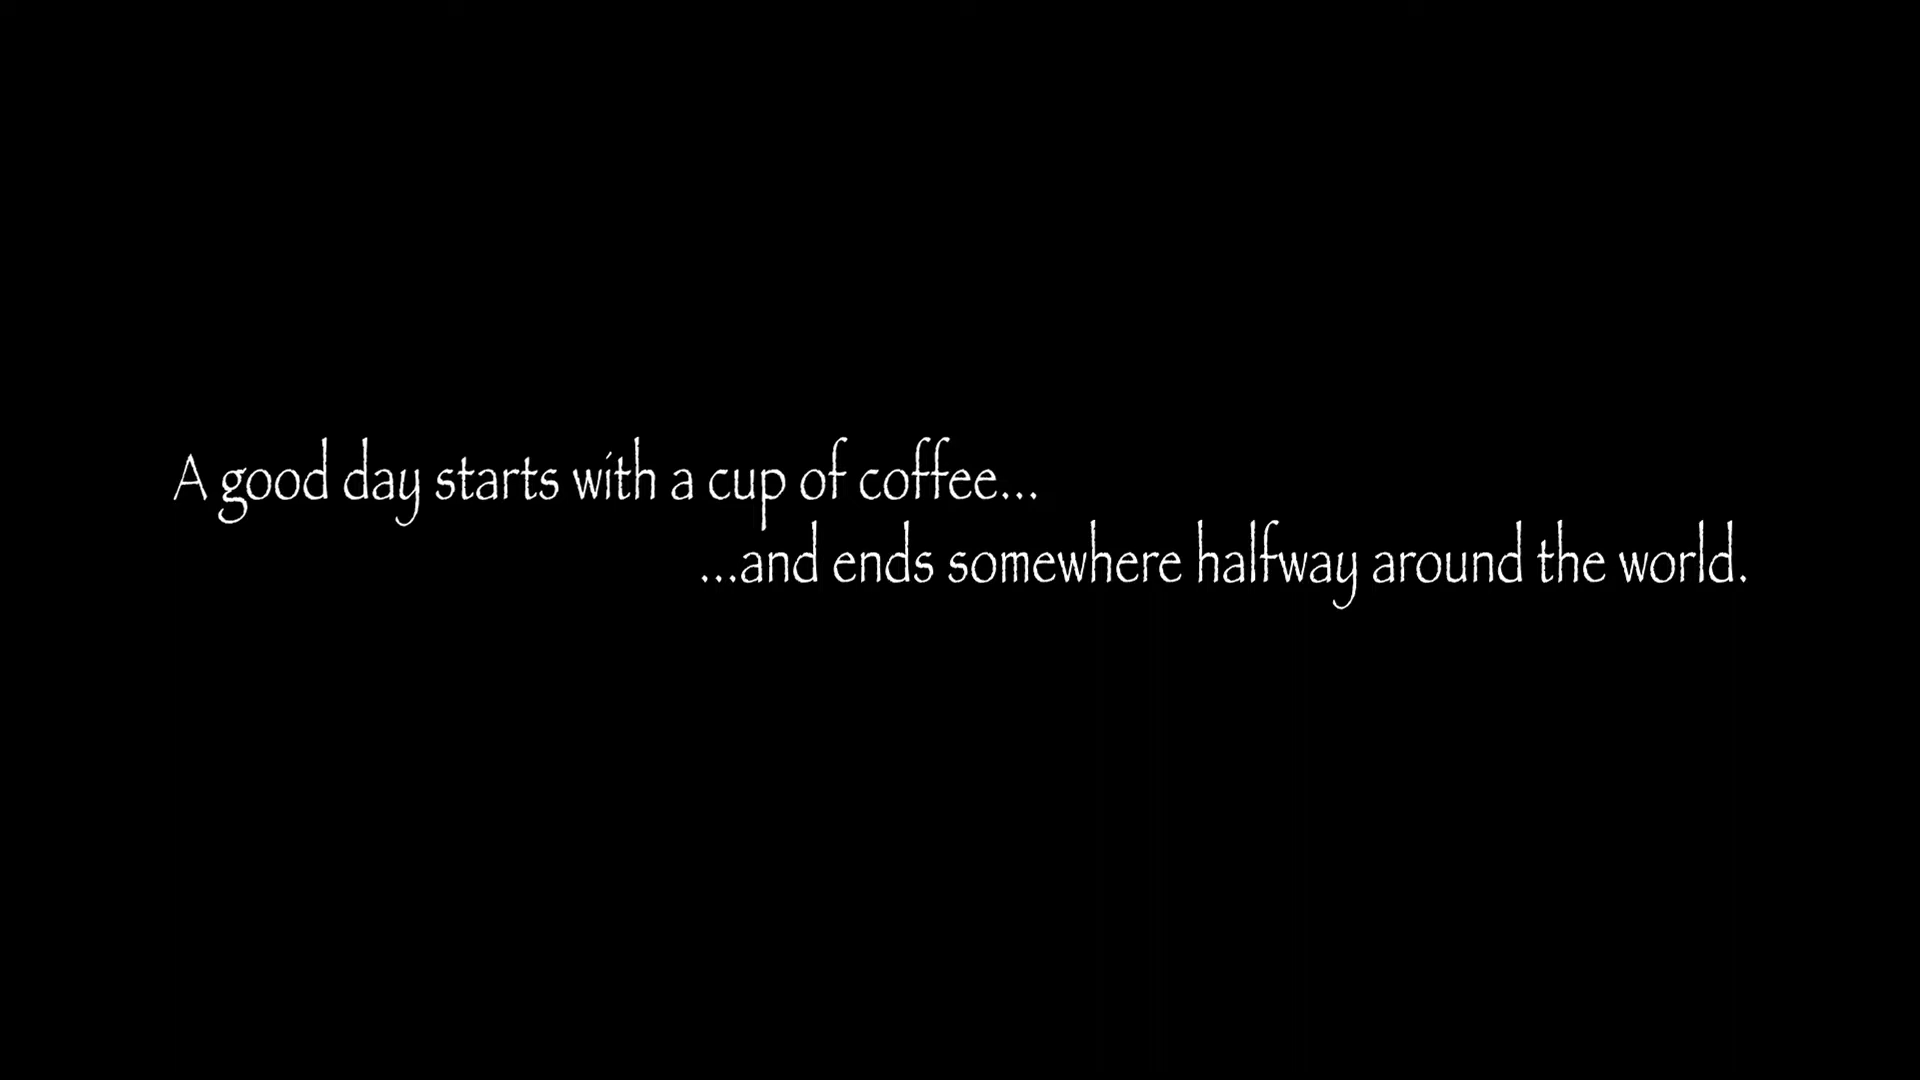 A good day starts with a cup of coffee...
...and ends somewhere halfway around the world.